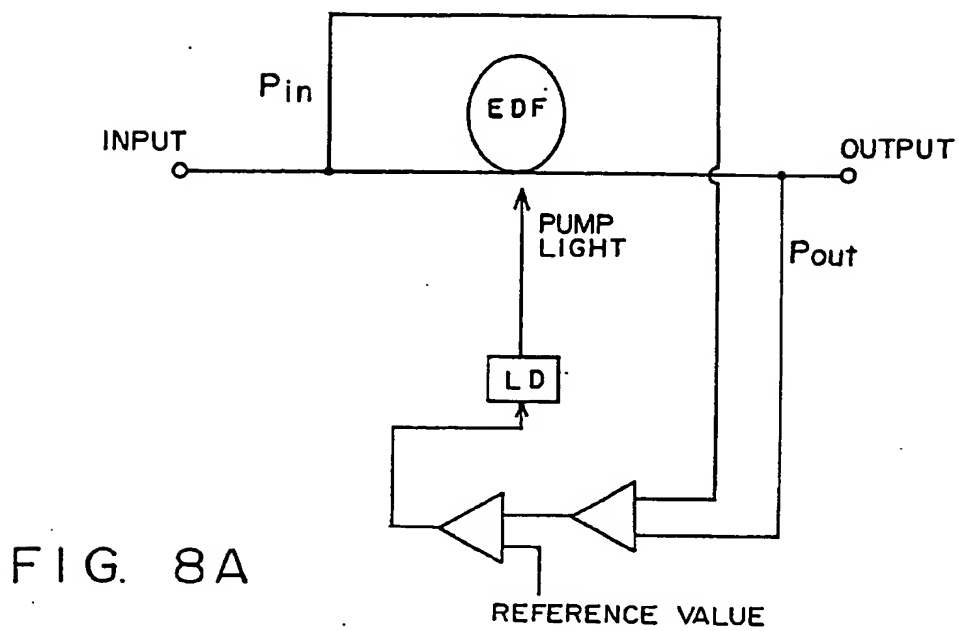 Pin
EDF
INPUT
OUTPUT
PUMP
LIGHT
Pout
LD
FIG. 8A
REFERENCE VALUE